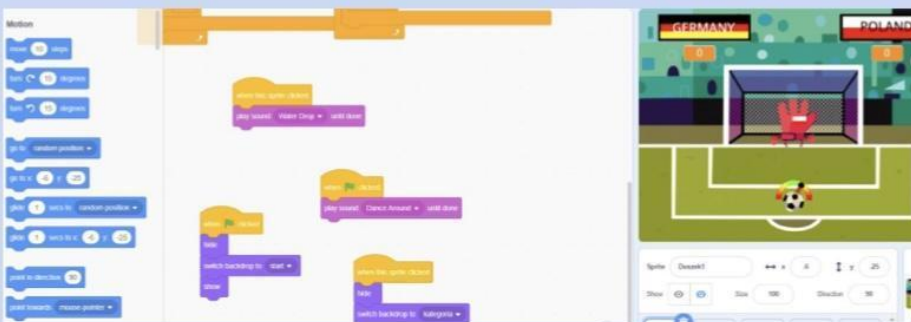 Motion
move 10 steps
turn 15 degrees
turn 15 degrees
go to random position
go to x: -6 y: -25
glide 1 secs to random position
glide 1 secs to x: -6 y: -25
point in direction 90
point towards mouse-pointer
when this sprite clicked
play sound Water Drop until done
when clicked
play sound Dance Around until done
when clicked
hide
switch backdrop to start
show
when this sprite clicked
hide
switch backdrop to kategoria
GERMANY
POLAND
0
0
Sprite
x
y
-25
Show
Size 100
Direction 90